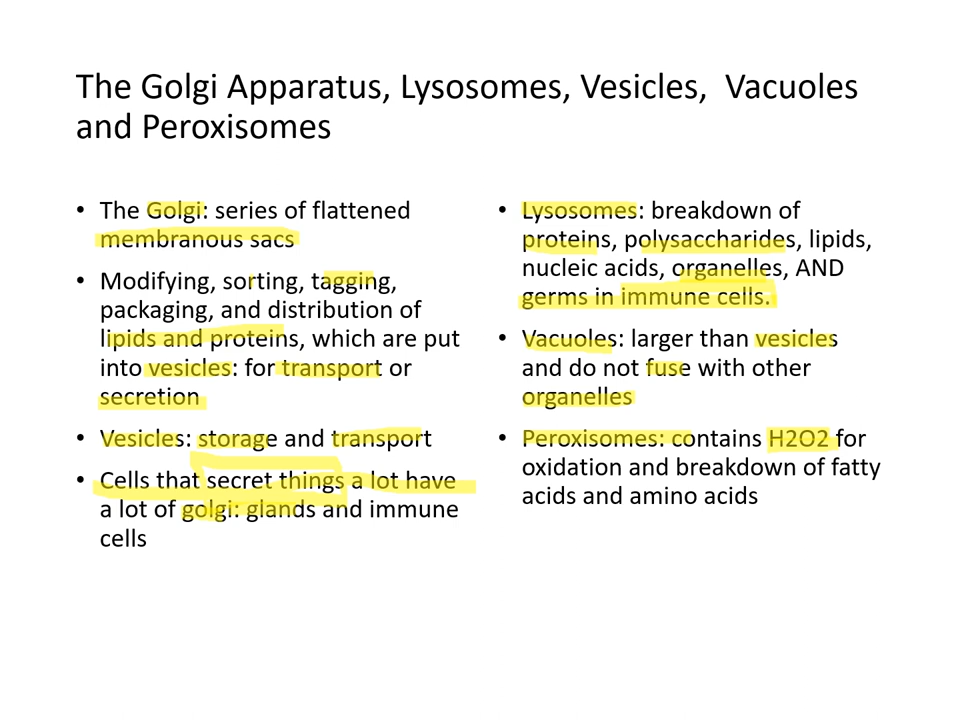 The Golgi Apparatus, Lysosomes, Vesicles,  Vacuoles
and Peroxisomes
• The Golgi: series of flattened
membranous sacs
• Modifying, sorting, tagging,
packaging, and distribution of
lipids and proteins, which are put
into vesicles: for transport or
secretion
• Vesicles: storage and transport
• Cells that secret things a lot have
a lot of golgi: glands and immune
cells
• Lysosomes: breakdown of
proteins, polysaccharides, lipids,
nucleic acids, organelles, AND
germs in immune cells.
• Vacuoles: larger than vesicles
and do not fuse with other
organelles
• Peroxisomes: contains H2O2 for
oxidation and breakdown of fatty
acids and amino acids